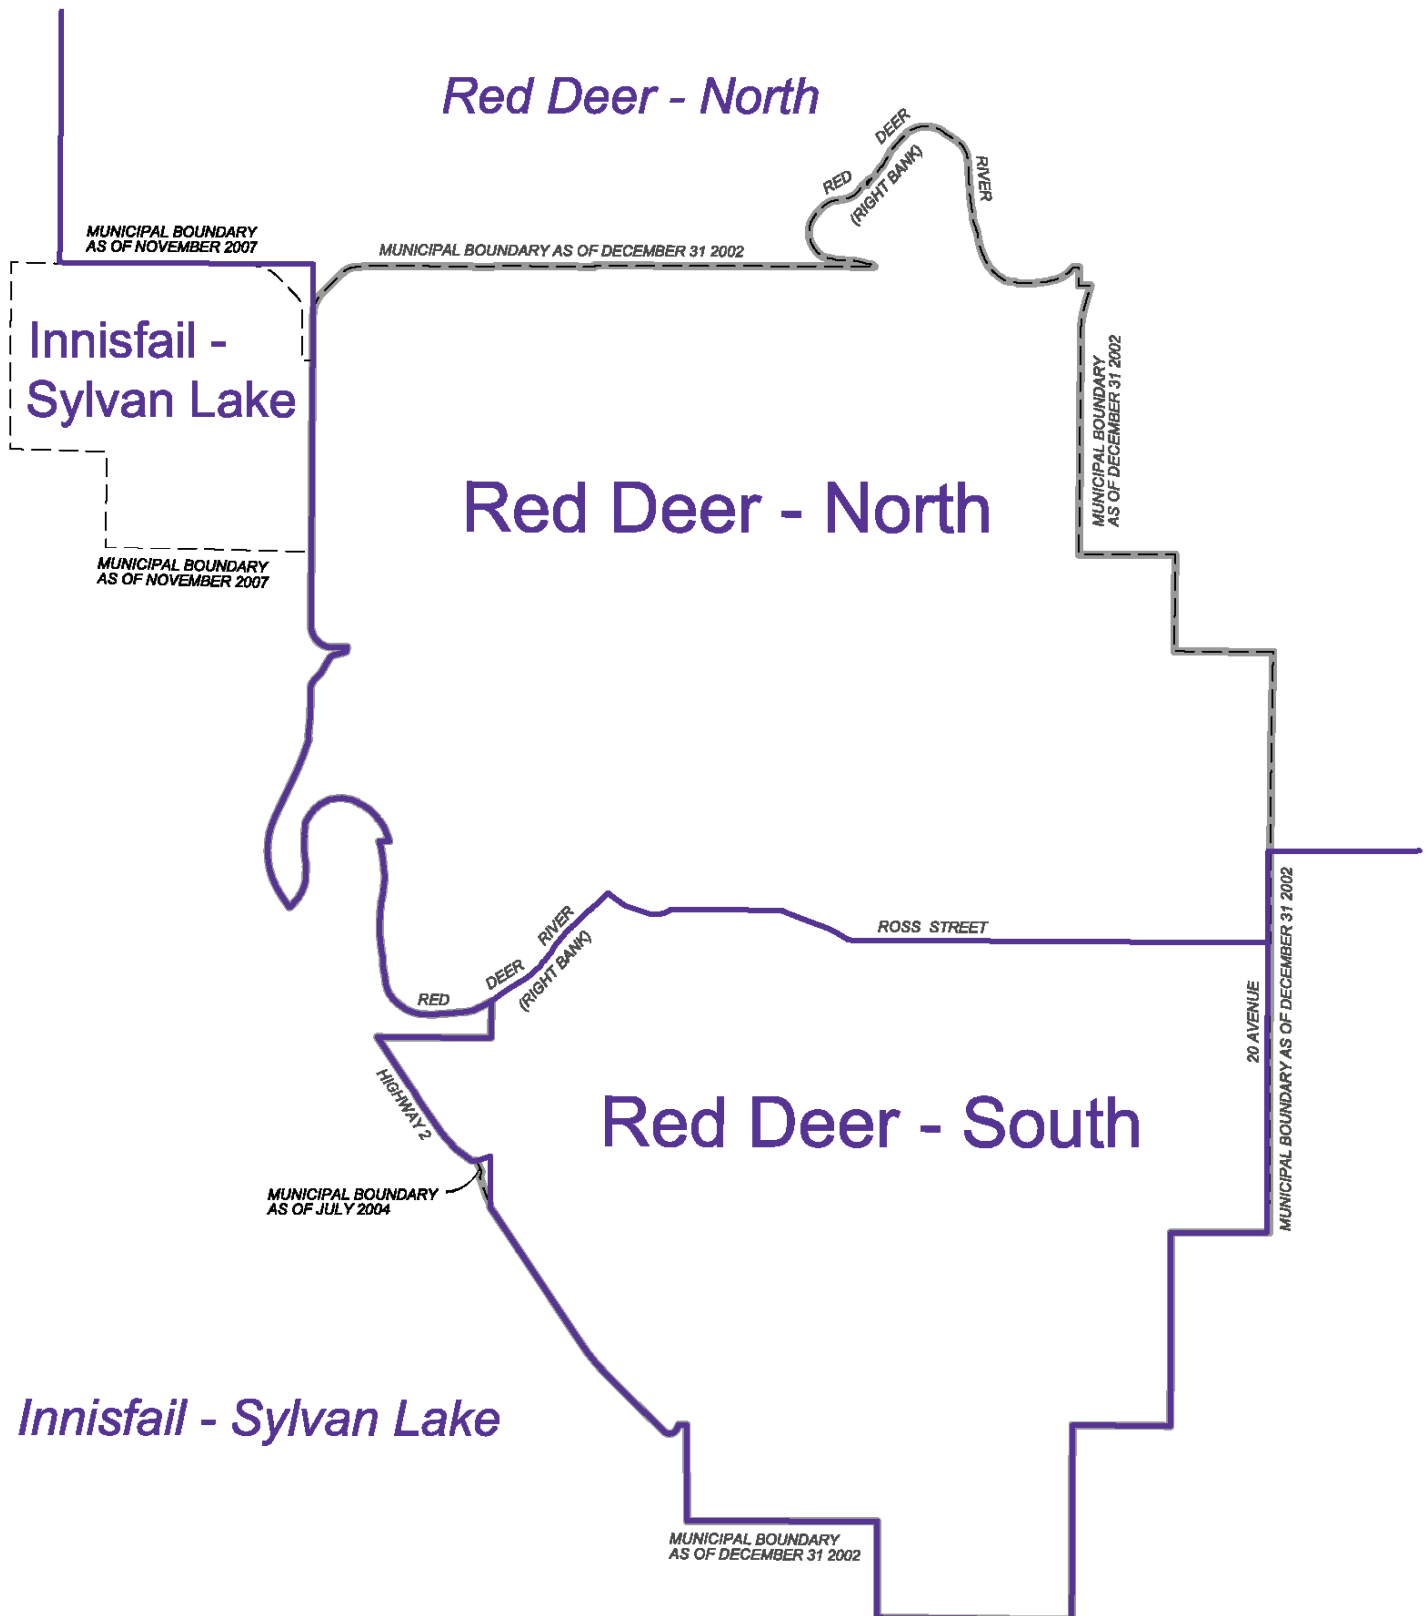 Red Deer - North
RED
DEER
RIVER
(RIGHT BANK)
MUNICIPAL BOUNDARY
AS OF NOVEMBER 2007
MUNICIPAL BOUNDARY AS OF DECEMBER 31 2002
Innisfail -
Sylvan Lake
MUNICIPAL BOUNDARY
AS OF DECEMBER 31 2002
Red Deer - North
MUNICIPAL BOUNDARY
AS OF NOVEMBER 2007
RED
DEER
RIVER
(RIGHT BANK)
ROSS STREET
20 AVENUE
MUNICIPAL BOUNDARY AS OF DECEMBER 31 2002
HIGHWAY 2
Red Deer - South
MUNICIPAL BOUNDARY
AS OF JULY 2004
Innisfail - Sylvan Lake
MUNICIPAL BOUNDARY
AS OF DECEMBER 31 2002